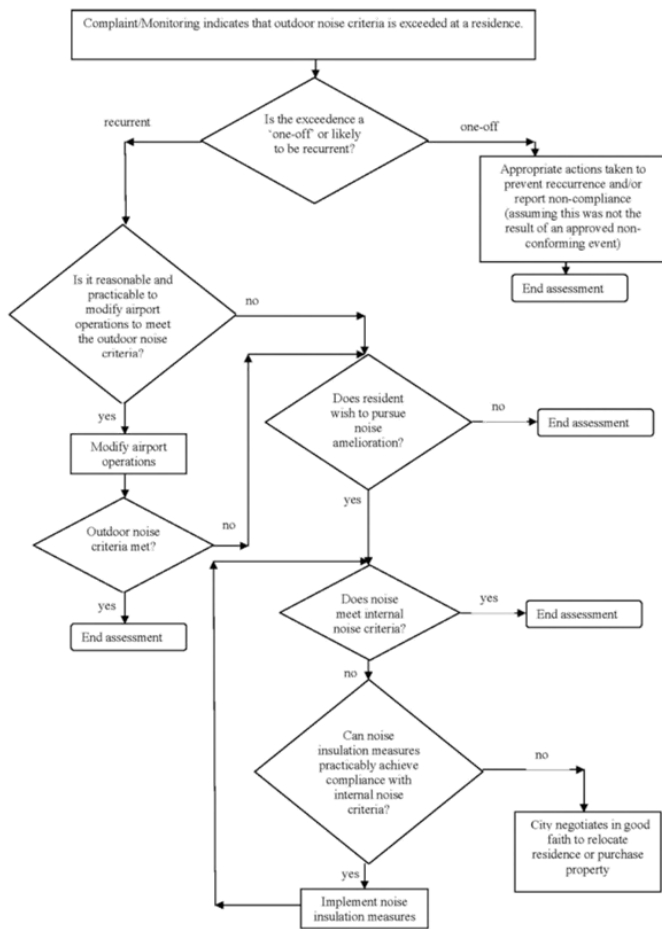 Complaint/Monitoring indicates that outdoor noise criteria is exceeded at a residence.
Is the exceedence a
'one-off' or likely
to be recurrent?
recurrent
one-off
Appropriate actions taken to
prevent reccurrence and/or
report non-compliance
(assuming this was not the
result of an approved non-
conforming event)
End assessment
Is it reasonable and
practicable to
modify airport
operations to meet
the outdoor noise
criteria?
no
yes
Modify airport
operations
Does resident
wish to pursue
noise
amelioration?
no
End assessment
yes
Outdoor noise
criteria met?
no
yes
End assessment
Does noise
meet internal
noise criteria?
yes
End assessment
no
Can noise
insulation measures
practicably achieve
compliance with
internal noise
criteria?
no
City negotiates in good
faith to relocate
residence or purchase
property
yes
Implement noise
insulation measures